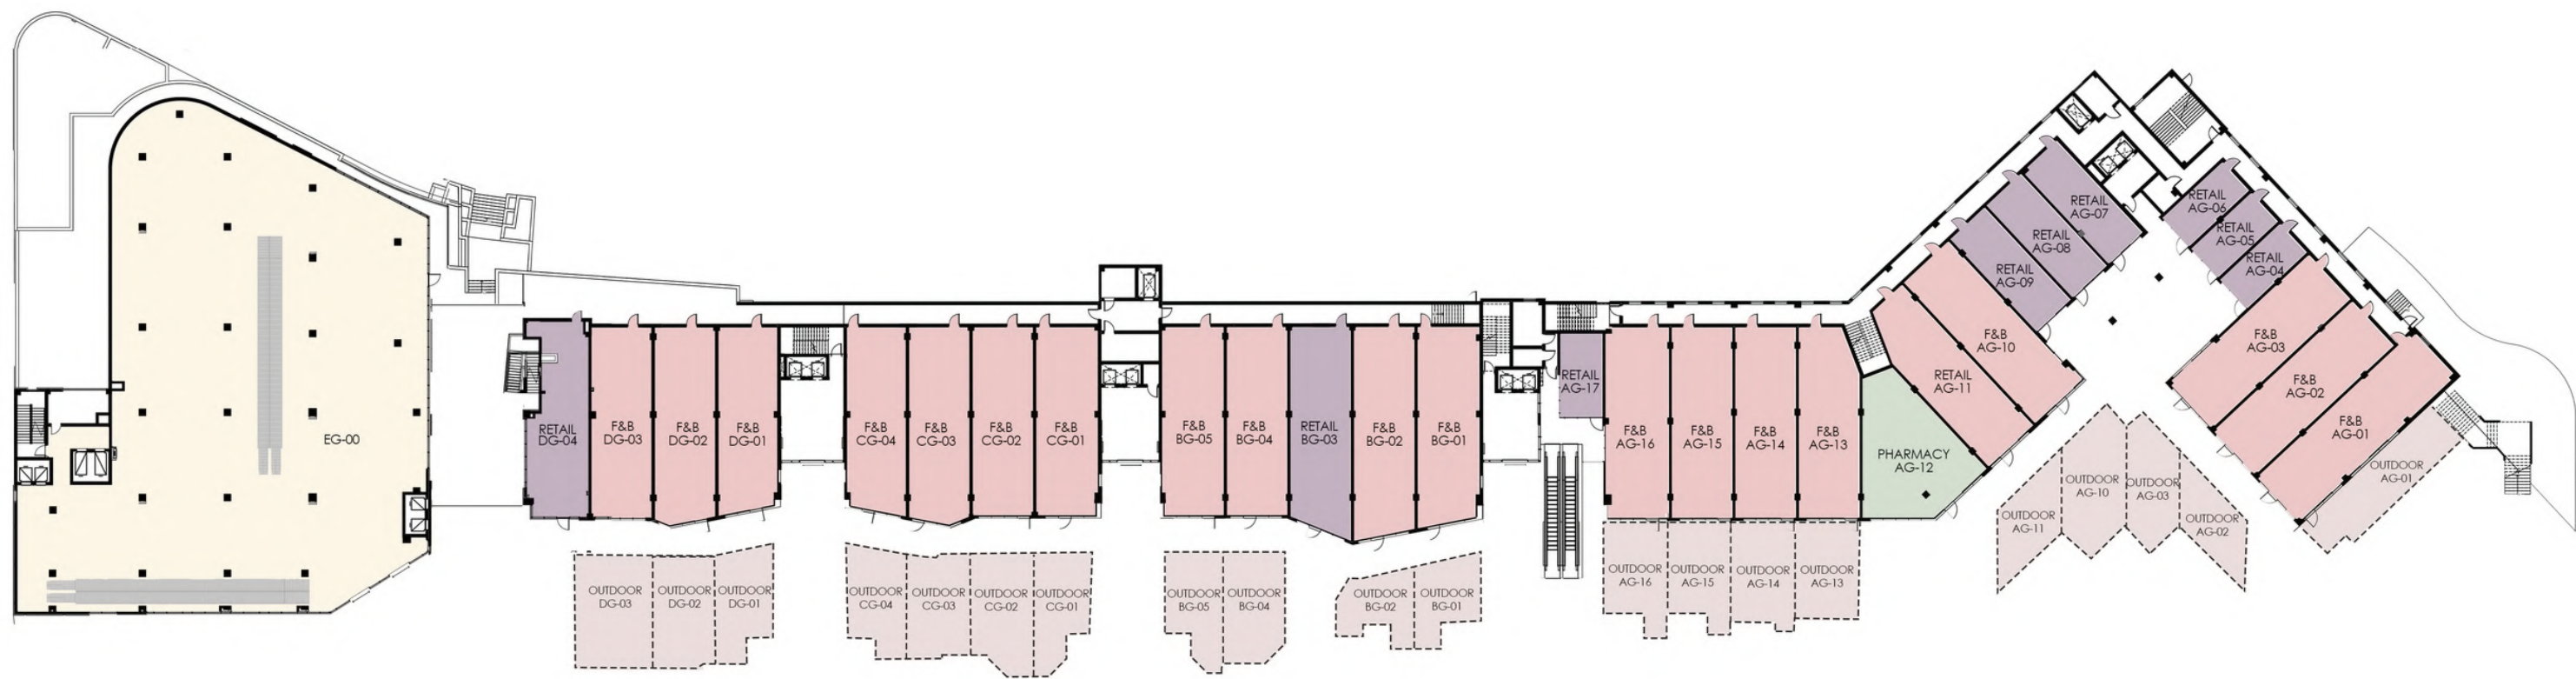 EG-00
RETAIL
DG-04
F&B
DG-03
F&B
DG-02
F&B
DG-01
F&B
CG-04
F&B
CG-03
F&B
CG-02
F&B
CG-01
F&B
BG-05
F&B
BG-04
RETAIL
BG-03
F&B
BG-02
F&B
BG-01
RETAIL
AG-17
F&B
AG-16
F&B
AG-15
F&B
AG-14
F&B
AG-13
PHARMACY
AG-12
RETAIL
AG-11
F&B
AG-10
RETAIL
AG-09
RETAIL
AG-08
RETAIL
AG-07
RETAIL
AG-06
RETAIL
AG-05
RETAIL
AG-04
F&B
AG-03
F&B
AG-02
F&B
AG-01
OUTDOOR
DG-03
OUTDOOR
DG-02
OUTDOOR
DG-01
OUTDOOR
CG-04
OUTDOOR
CG-03
OUTDOOR
CG-02
OUTDOOR
CG-01
OUTDOOR
BG-05
OUTDOOR
BG-04
OUTDOOR
BG-02
OUTDOOR
BG-01
OUTDOOR
AG-16
OUTDOOR
AG-15
OUTDOOR
AG-14
OUTDOOR
AG-13
OUTDOOR
AG-11
OUTDOOR
AG-10
OUTDOOR
AG-03
OUTDOOR
AG-02
OUTDOOR
AG-01